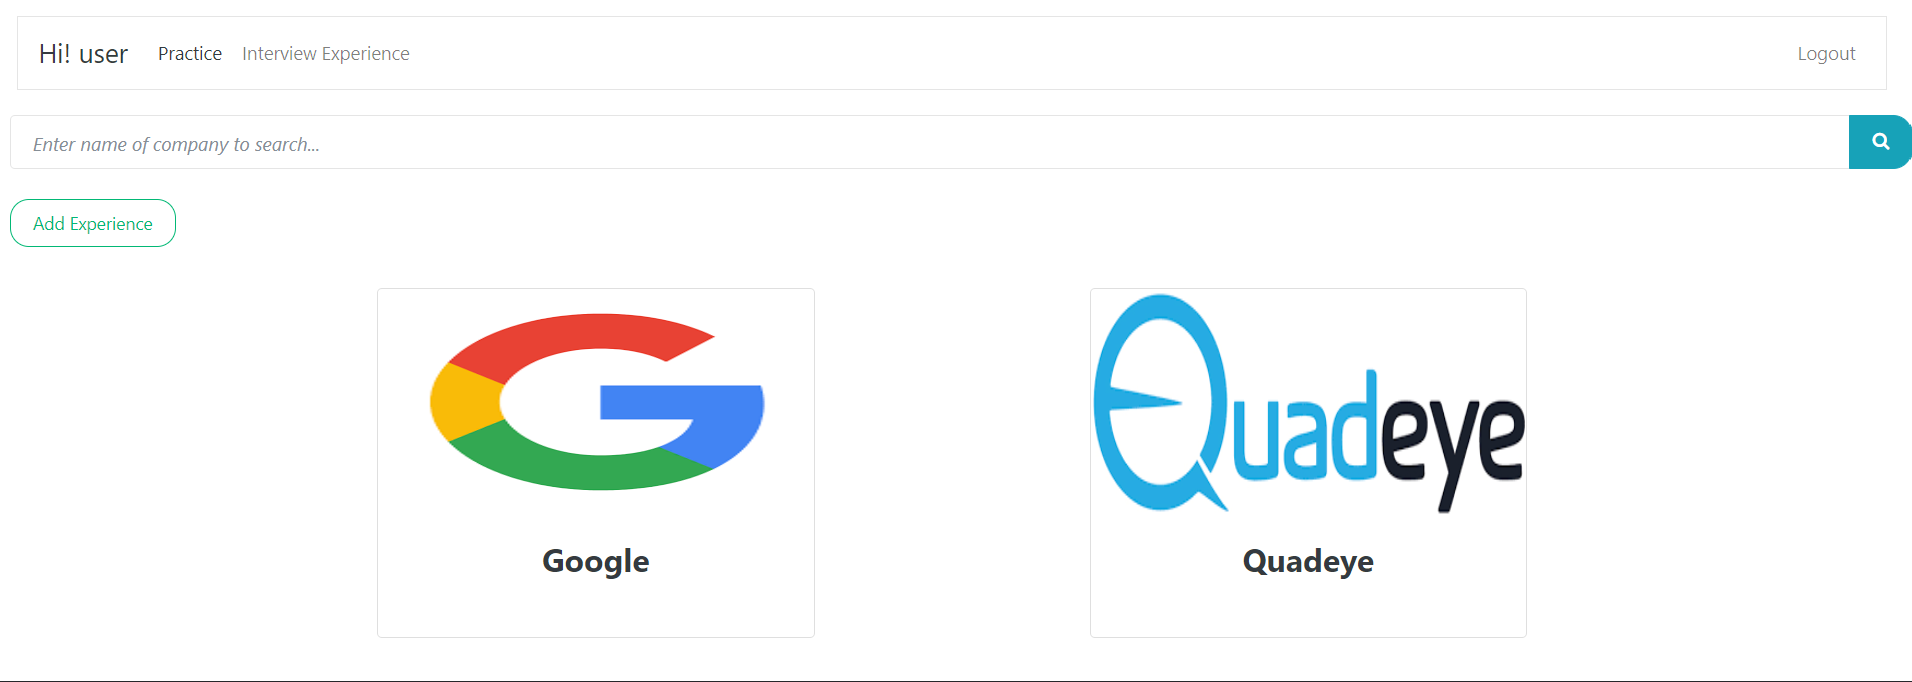 Hi! user Practice Interview Experience Logout
Enter name of company to search...
Add Experience
Quadeye
Google Quadeye